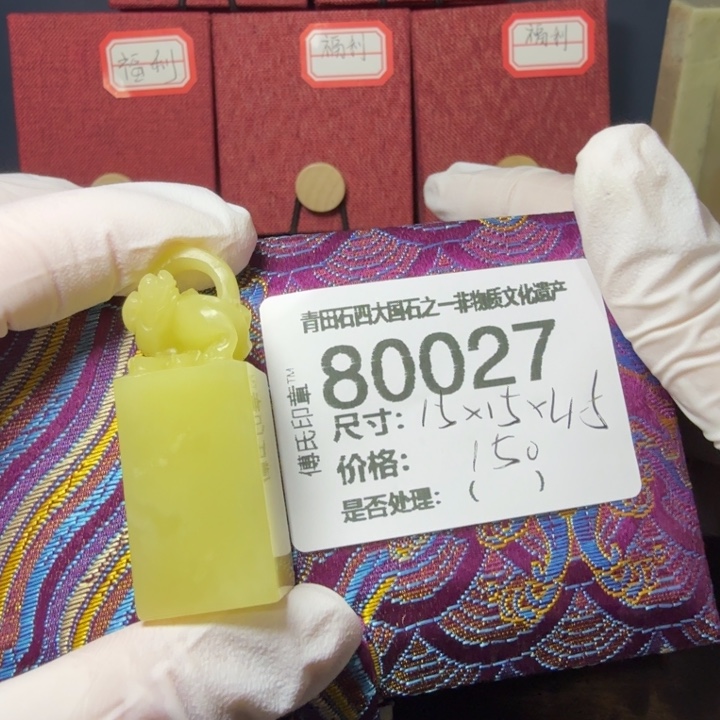 福利
福利
福利
青田石四大国石之一非物质文化遗产
80027
尺寸：15×15×45
价格：150
是否处理：（ ）
傅氏印章™